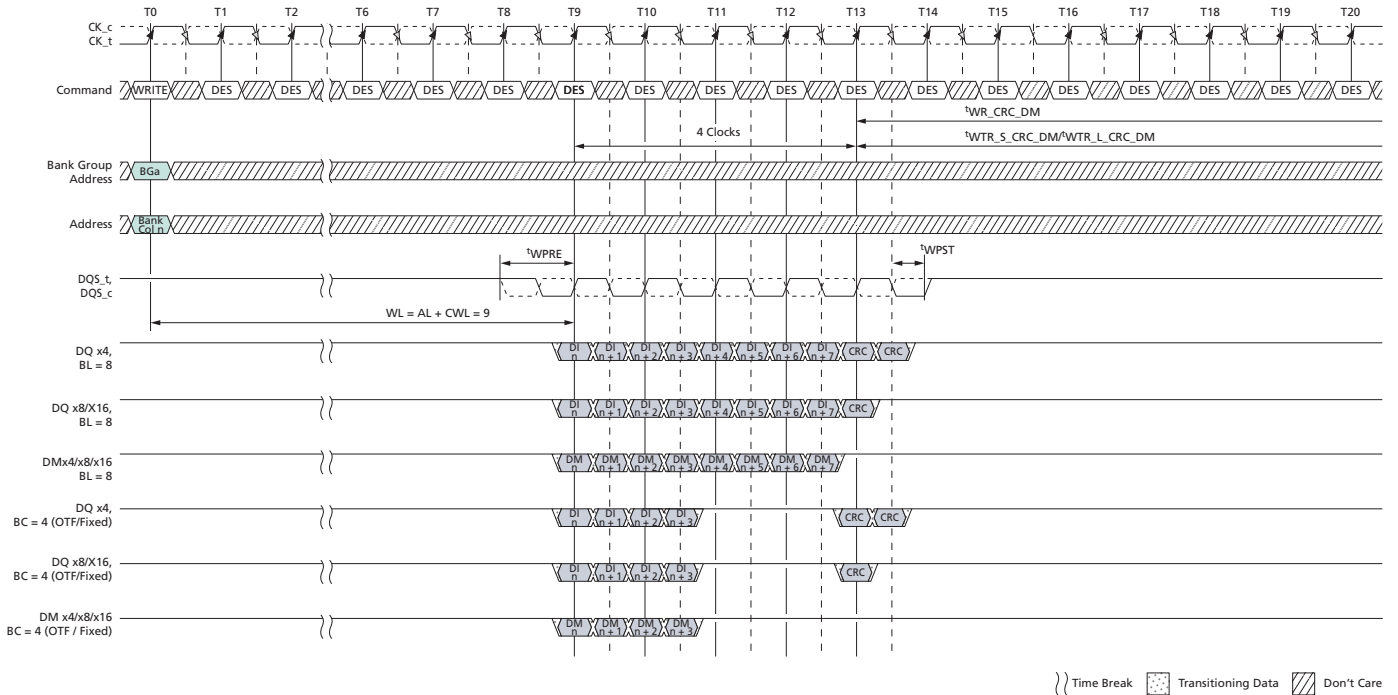 T0 T1 T2 T6 T7 T8 T9 T10 T11 T12 T13 T14 T15 T16 T17 T18 T19 T20
CK_c
CK_t
Command WRITE DES DES DES DES DES DES DES DES DES DES DES DES DES DES DES DES DES
tWR_CRC_DM
4 Clocks tWTR_S_CRC_DM/tWTR_L_CRC_DM
Bank Group
Address
BGa
Address
Bank
Col n
tWPRE tWPST
DQS_t,
DQS_c
WL = AL + CWL = 9
DQ x4,
BL = 8
DI n DI n + 1 DI n + 2 DI n + 3 DI n + 4 DI n + 5 DI n + 6 DI n + 7 CRC CRC
DQ x8/X16,
BL = 8
DI n DI n + 1 DI n + 2 DI n + 3 DI n + 4 DI n + 5 DI n + 6 DI n + 7 CRC
DMx4/x8/x16
BL = 8
DM n DM n + 1 DM n + 2 DM n + 3 DM n + 4 DM n + 5 DM n + 6 DM n + 7
DQ x4,
BC = 4 (OTF/Fixed)
DI n DI n + 1 DI n + 2 DI n + 3 CRC CRC
DQ x8/X16,
BC = 4 (OTF/Fixed)
DI n DI n + 1 DI n + 2 DI n + 3 CRC
DM x4/x8/x16
BC = 4 (OTF / Fixed)
DM n DM n + 1 DM n + 2 DM n + 3
Time Break Transitioning Data Don't Care